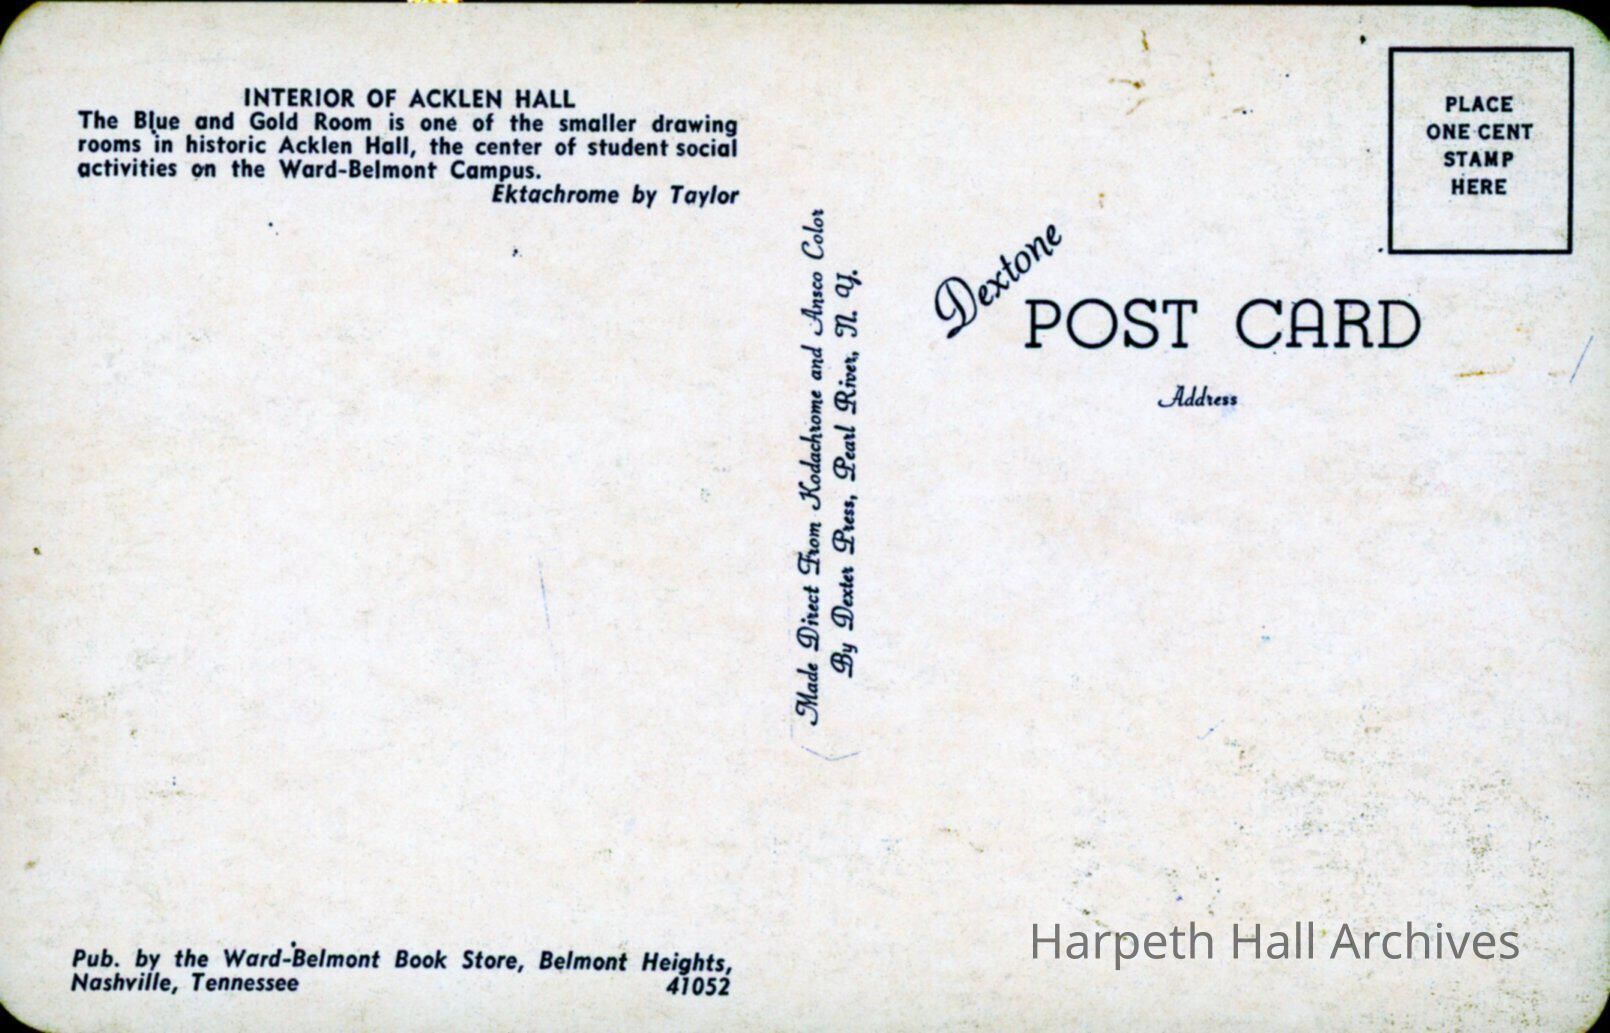 INTERIOR OF ACKLEN HALL
The Blue and Gold Room is one of the smaller drawing
rooms in historic Acklen Hall, the center of student social
activities on the Ward-Belmont Campus.
Ektachrome by Taylor
Pub. by the Ward-Belmont Book Store, Belmont Heights,
Nashville, Tennessee 41052
Made Direct From Kodachrome and Ansco Color
By Dexter Press, Pearl River, N. Y.
Dextone
POST CARD
Address
PLACE
ONE CENT
STAMP
HERE
Harpeth Hall Archives